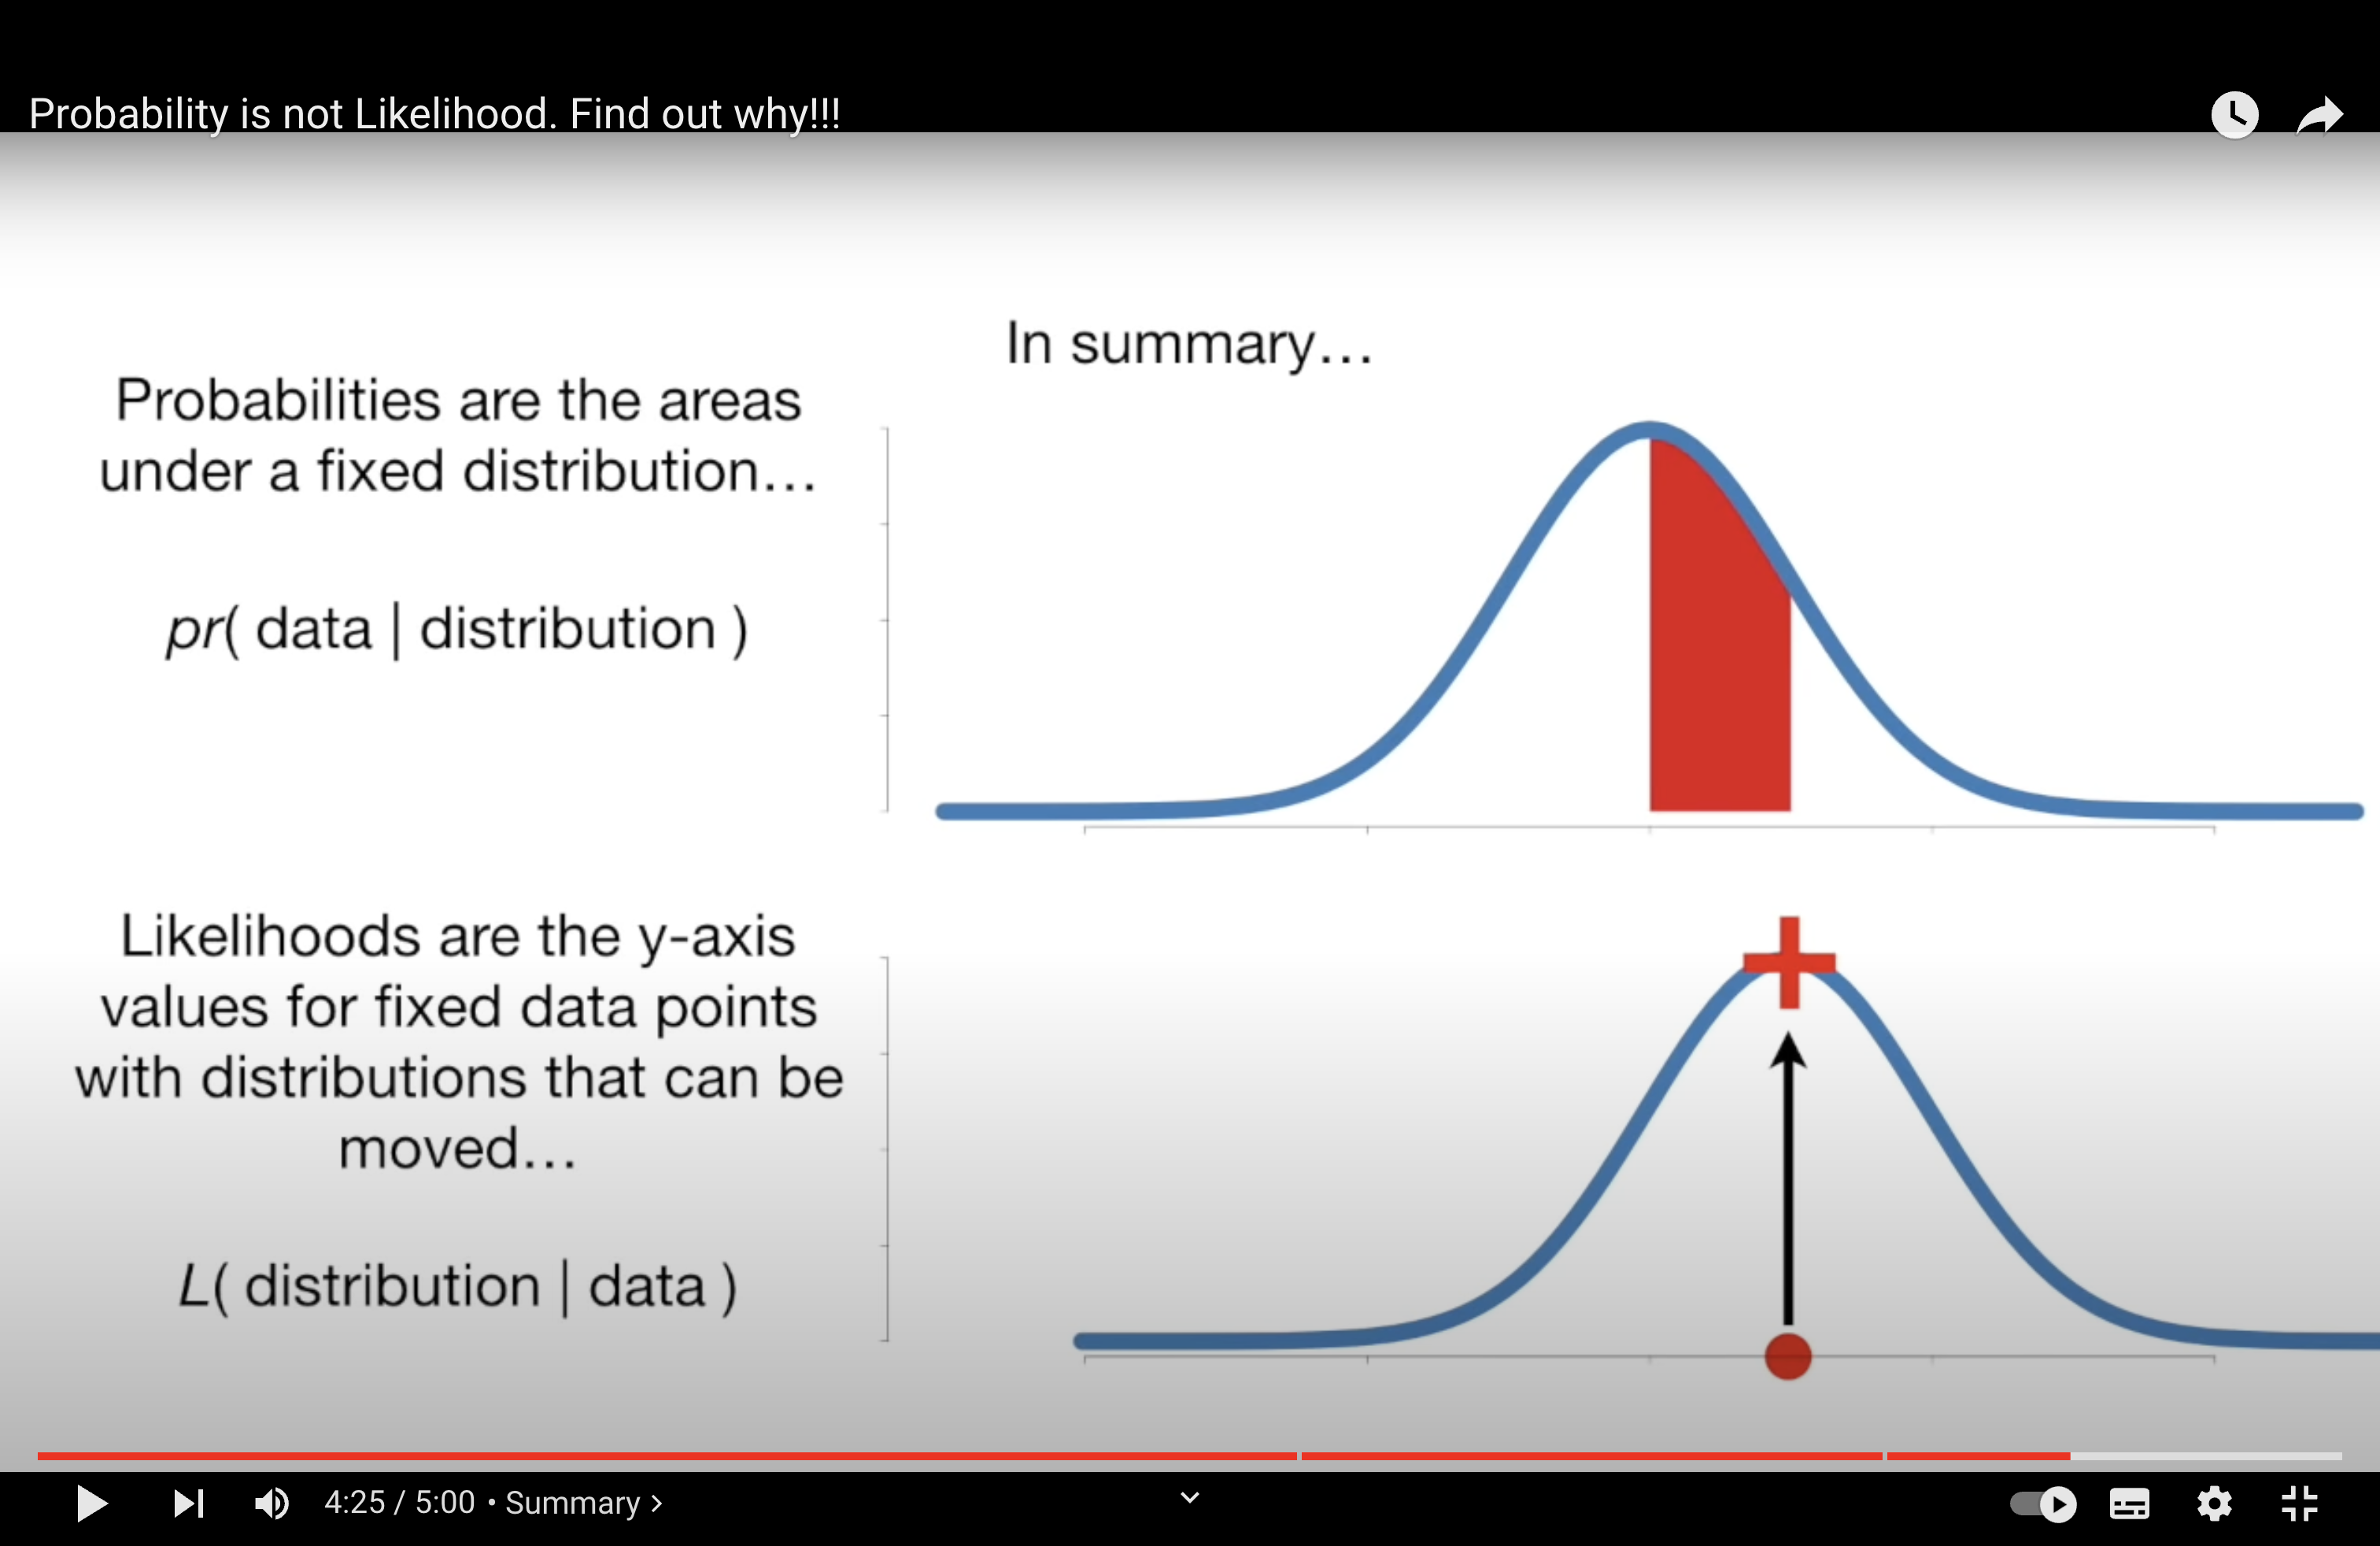 Probability is not Likelihood. Find out why!!!
In summary…
Probabilities are the areas
under a fixed distribution…
pr( data | distribution )
Likelihoods are the y-axis
values for fixed data points
with distributions that can be
moved…
L( distribution | data )
4:25 / 5:00 • Summary >